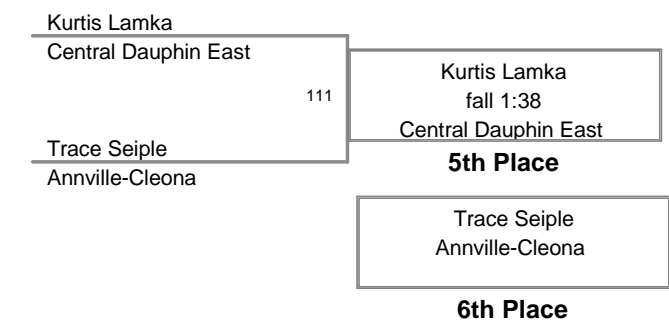 Kurtis Lamka
Central Dauphin East
111
Trace Seiple
Annville-Cleona
Kurtis Lamka
fall 1:38
Central Dauphin East
5th Place
Trace Seiple
Annville-Cleona
6th Place